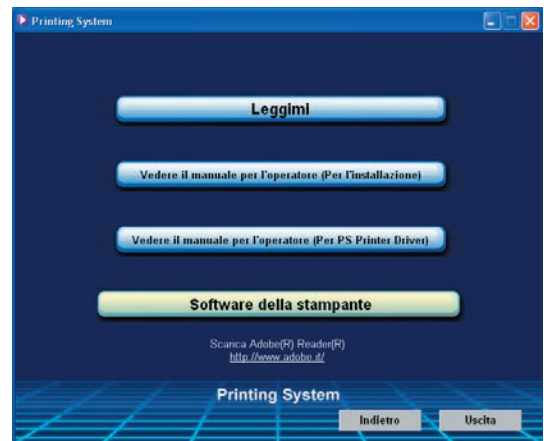 Printing System
Leggimi
Vedere il manuale per l'operatore (Per l'installazione)
Vedere il manuale per l'operatore (Per PS Printer Driver)
Software della stampante
Scarica Adobe(R) Reader(R)
http://www.adobe.it/
Printing System
Indietro
Uscita